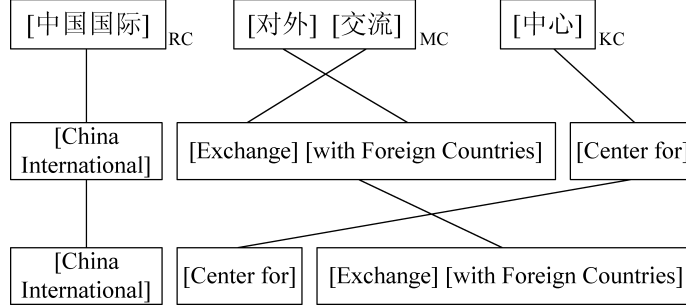 [中国国际] RC [对外] [交流] MC [中心] KC
[China
International] [Exchange] [with Foreign Countries] [Center for]
[China
International] [Center for] [Exchange] [with Foreign Countries]